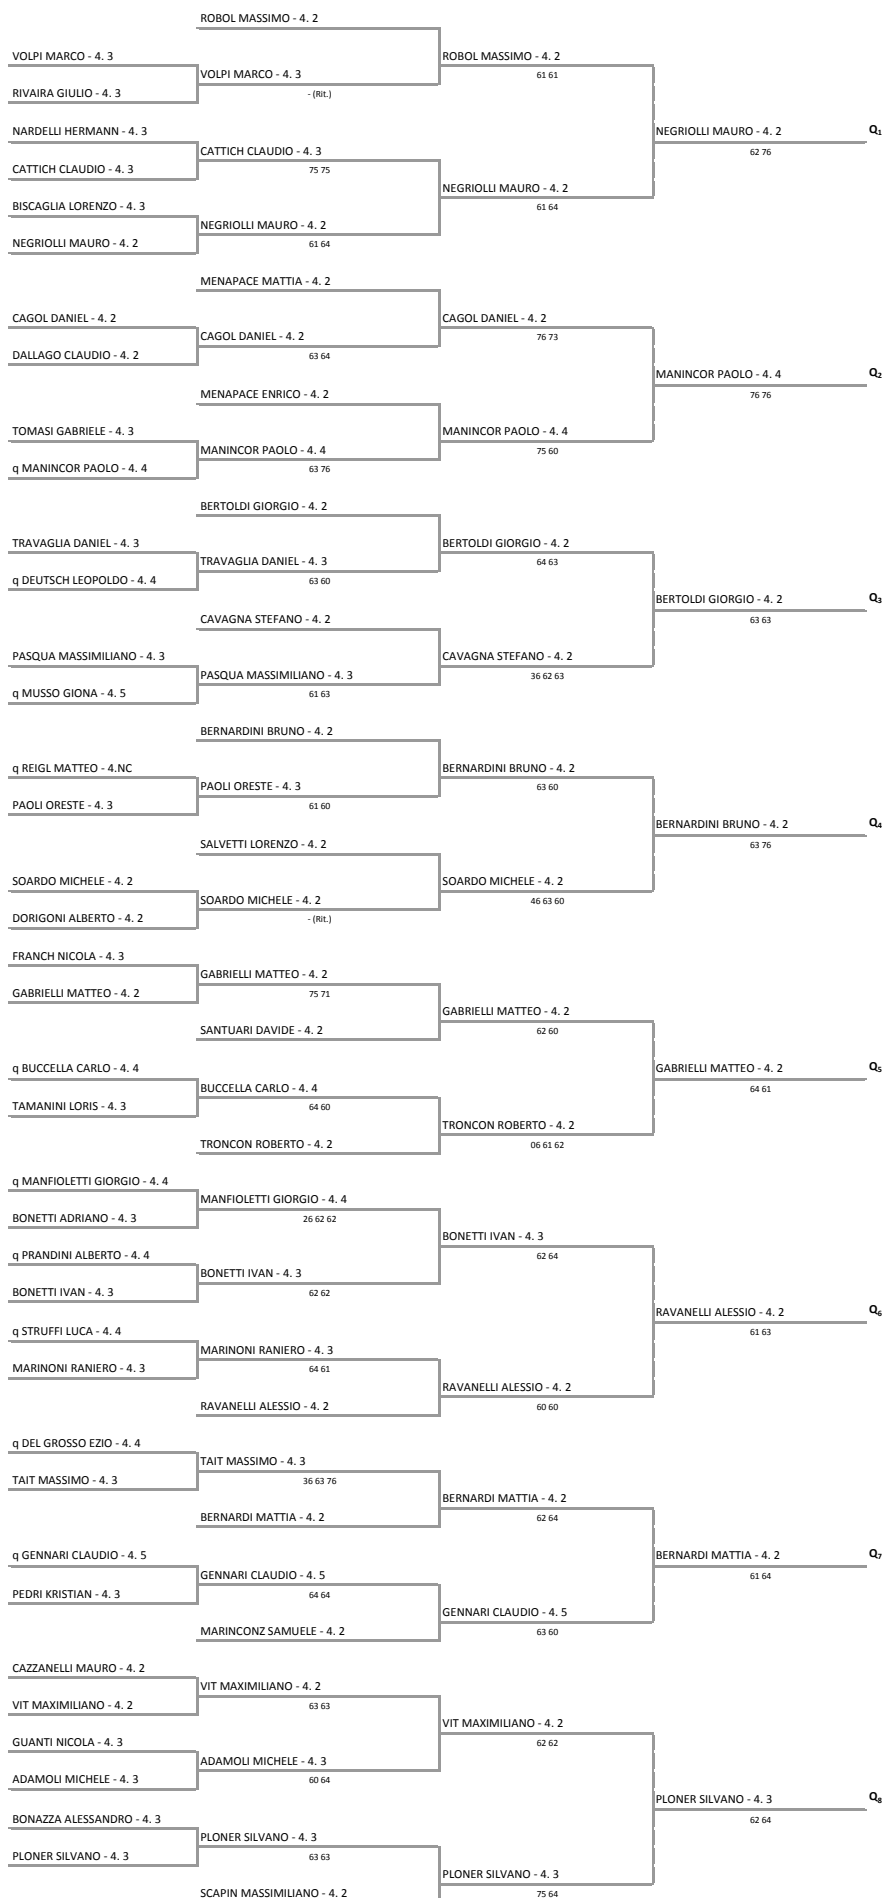 ROBOL MASSIMO - 4. 2
VOLPI MARCO - 4. 3
ROBOL MASSIMO - 4. 2
VOLPI MARCO - 4. 3
61 61
RIVAIRA GIULIO - 4. 3
- (Rit.)
NARDELLI HERMANN - 4. 3
NEGRIOLLI MAURO - 4. 2
Q1
CATTICH CLAUDIO - 4. 3
62 76
CATTICH CLAUDIO - 4. 3
75 75
NEGRIOLLI MAURO - 4. 2
BISCAGLIA LORENZO - 4. 3
61 64
NEGRIOLLI MAURO - 4. 2
NEGRIOLLI MAURO - 4. 2
61 64
MENAPACE MATTIA - 4. 2
CAGOL DANIEL - 4. 2
CAGOL DANIEL - 4. 2
CAGOL DANIEL - 4. 2
76 73
DALLAGO CLAUDIO - 4. 2
63 64
MANINCOR PAOLO - 4. 4
Q2
MENAPACE ENRICO - 4. 2
76 76
TOMASI GABRIELE - 4. 3
MANINCOR PAOLO - 4. 4
MANINCOR PAOLO - 4. 4
75 60
q MANINCOR PAOLO - 4. 4
63 76
BERTOLDI GIORGIO - 4. 2
TRAVAGLIA DANIEL - 4. 3
BERTOLDI GIORGIO - 4. 2
TRAVAGLIA DANIEL - 4. 3
64 63
q DEUTSCH LEOPOLDO - 4. 4
63 60
BERTOLDI GIORGIO - 4. 2
Q3
CAVAGNA STEFANO - 4. 2
63 63
PASQUA MASSIMILIANO - 4. 3
CAVAGNA STEFANO - 4. 2
PASQUA MASSIMILIANO - 4. 3
36 62 63
q MUSSO GIONA - 4. 5
61 63
BERNARDINI BRUNO - 4. 2
q REIGL MATTEO - 4.NC
BERNARDINI BRUNO - 4. 2
PAOLI ORESTE - 4. 3
63 60
PAOLI ORESTE - 4. 3
61 60
BERNARDINI BRUNO - 4. 2
Q4
SALVETTI LORENZO - 4. 2
63 76
SOARDO MICHELE - 4. 2
SOARDO MICHELE - 4. 2
SOARDO MICHELE - 4. 2
46 63 60
DORIGONI ALBERTO - 4. 2
- (Rit.)
FRANCH NICOLA - 4. 3
GABRIELLI MATTEO - 4. 2
GABRIELLI MATTEO - 4. 2
75 71
GABRIELLI MATTEO - 4. 2
SANTUARI DAVIDE - 4. 2
62 60
q BUCCELLA CARLO - 4. 4
GABRIELLI MATTEO - 4. 2
Q5
BUCCELLA CARLO - 4. 4
64 61
TAMANINI LORIS - 4. 3
64 60
TRONCON ROBERTO - 4. 2
TRONCON ROBERTO - 4. 2
06 61 62
q MANFIOLETTI GIORGIO - 4. 4
MANFIOLETTI GIORGIO - 4. 4
BONETTI ADRIANO - 4. 3
26 62 62
BONETTI IVAN - 4. 3
q PRANDINI ALBERTO - 4. 4
62 64
BONETTI IVAN - 4. 3
BONETTI IVAN - 4. 3
62 62
RAVANELLI ALESSIO - 4. 2
Q6
q STRUFFI LUCA - 4. 4
61 63
MARINONI RANIERO - 4. 3
MARINONI RANIERO - 4. 3
64 61
RAVANELLI ALESSIO - 4. 2
RAVANELLI ALESSIO - 4. 2
60 60
q DEL GROSSO EZIO - 4. 4
TAIT MASSIMO - 4. 3
TAIT MASSIMO - 4. 3
36 63 76
BERNARDI MATTIA - 4. 2
BERNARDI MATTIA - 4. 2
62 64
q GENNARI CLAUDIO - 4. 5
BERNARDI MATTIA - 4. 2
Q7
GENNARI CLAUDIO - 4. 5
61 64
PEDRI KRISTIAN - 4. 3
64 64
GENNARI CLAUDIO - 4. 5
MARINCONZ SAMUELE - 4. 2
63 60
CAZZANELLI MAURO - 4. 2
VIT MAXIMILIANO - 4. 2
VIT MAXIMILIANO - 4. 2
63 63
VIT MAXIMILIANO - 4. 2
GUANTI NICOLA - 4. 3
62 62
ADAMOLI MICHELE - 4. 3
ADAMOLI MICHELE - 4. 3
60 64
PLONER SILVANO - 4. 3
Q8
BONAZZA ALESSANDRO - 4. 3
62 64
PLONER SILVANO - 4. 3
PLONER SILVANO - 4. 3
63 63
PLONER SILVANO - 4. 3
SCAPIN MASSIMILIANO - 4. 2
75 64